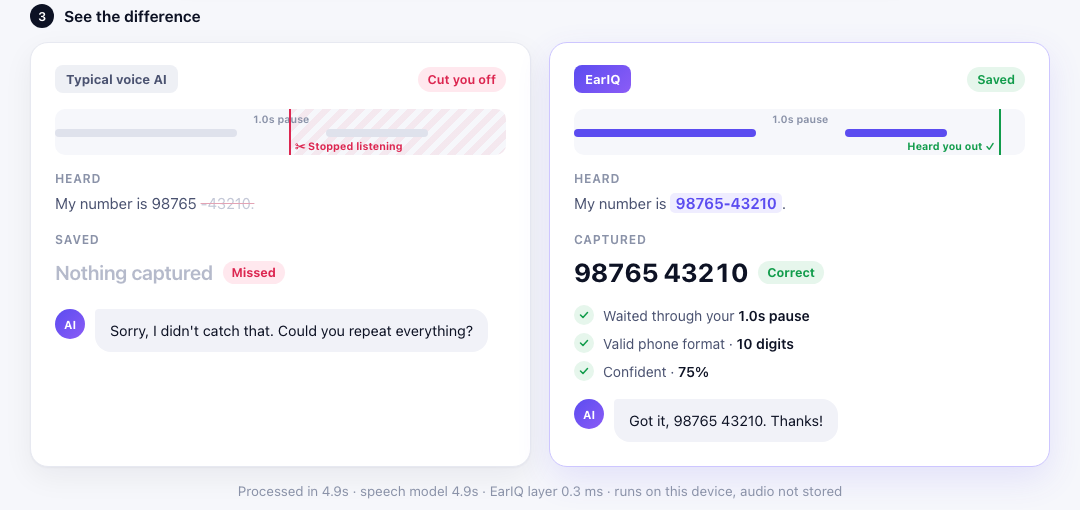 3 See the difference
Typical voice AI
Cut you off
1.0s pause
✂ Stopped listening
HEARD
My number is 98765 -43210.
SAVED
Nothing captured Missed
AI Sorry, I didn't catch that. Could you repeat everything?
EarIQ
Saved
1.0s pause
Heard you out ✓
HEARD
My number is 98765-43210.
CAPTURED
98765 43210 Correct
✓ Waited through your 1.0s pause
✓ Valid phone format · 10 digits
✓ Confident · 75%
AI Got it, 98765 43210. Thanks!
Processed in 4.9s · speech model 4.9s · EarIQ layer 0.3 ms · runs on this device, audio not stored